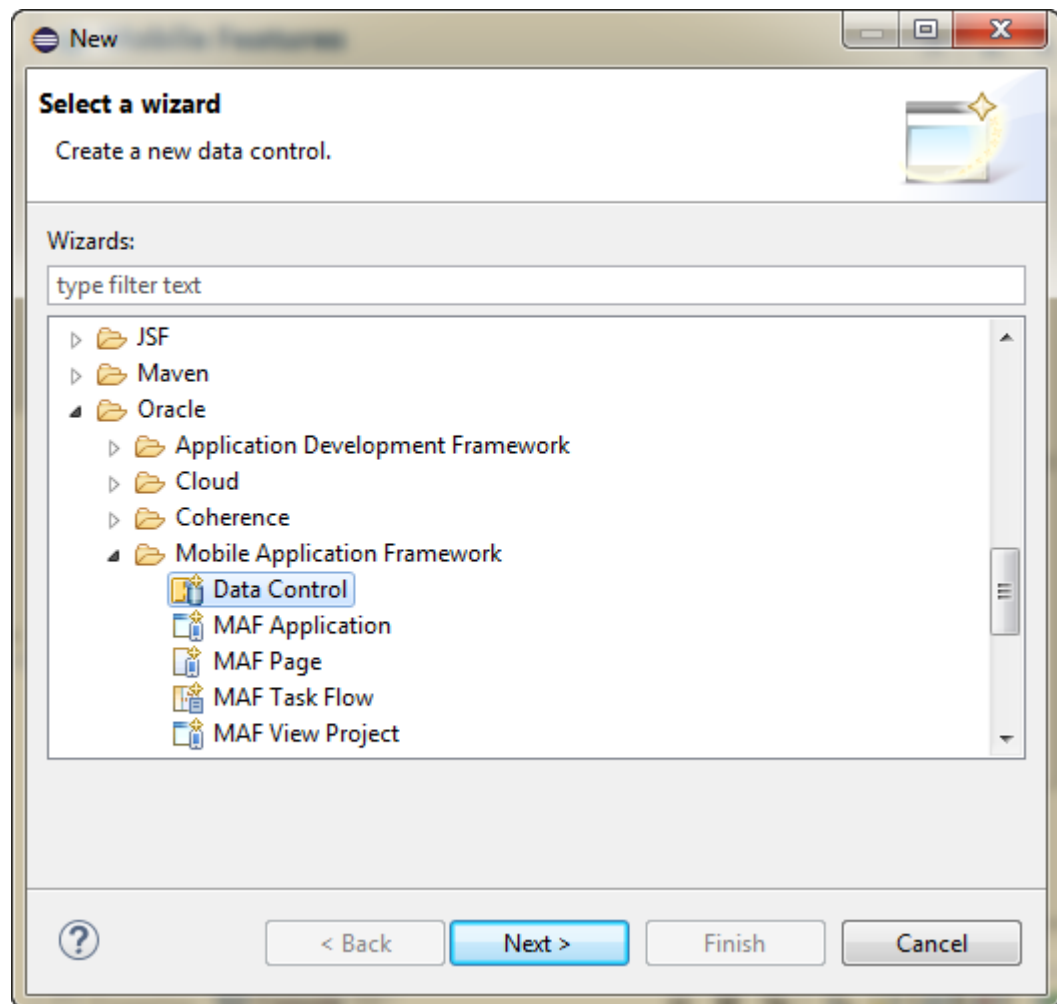 New
Select a wizard
Create a new data control.
Wizards:
type filter text
JSF
Maven
Oracle
Application Development Framework
Cloud
Coherence
Mobile Application Framework
Data Control
MAF Application
MAF Page
MAF Task Flow
MAF View Project
? < Back Next > Finish Cancel